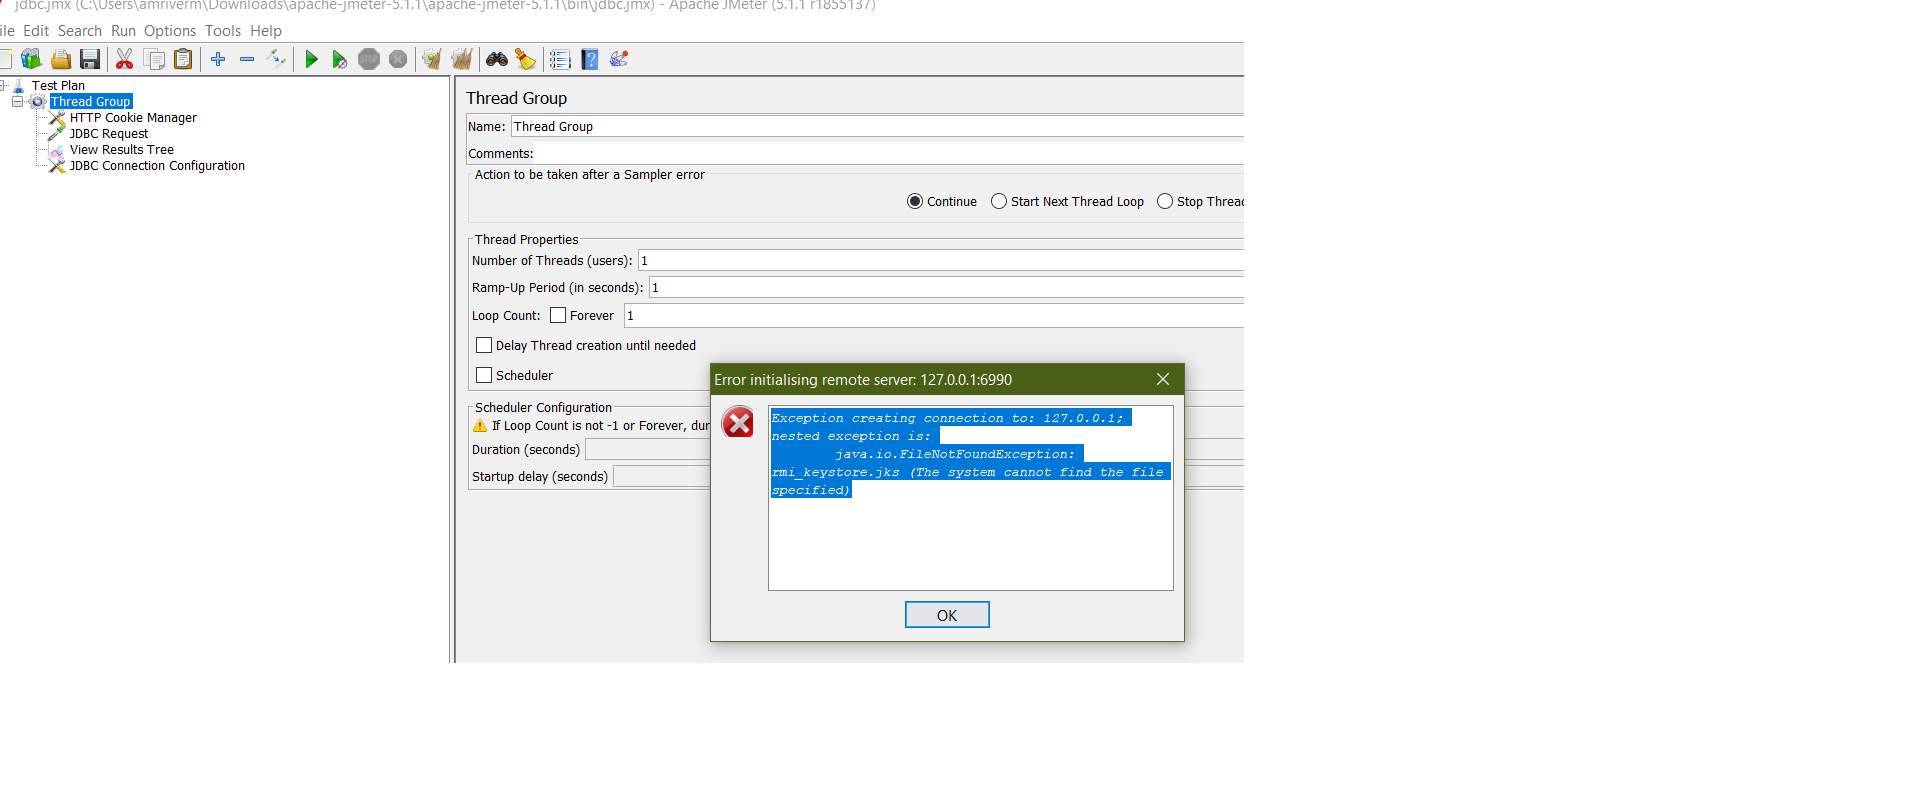 jdbc.jmx (C:\Users\amriverm\Downloads\apache-jmeter-5.1.1\apache-jmeter-5.1.1\bin\jdbc.jmx) - Apache JMeter (5.1.1 r1855137)
ile Edit Search Run Options Tools Help
STOP
Test Plan
Thread Group
HTTP Cookie Manager
JDBC Request
View Results Tree
JDBC Connection Configuration
Thread Group
Name: Thread Group
Comments:
Action to be taken after a Sampler error
Continue Start Next Thread Loop Stop Threa
Thread Properties
Number of Threads (users): 1
Ramp-Up Period (in seconds): 1
Loop Count: Forever 1
Delay Thread creation until needed
Scheduler
Scheduler Configuration
If Loop Count is not -1 or Forever, dur
Duration (seconds)
Startup delay (seconds)
Error initialising remote server: 127.0.0.1:6990
Exception creating connection to: 127.0.0.1;
nested exception is:
java.io.FileNotFoundException:
rmi_keystore.jks (The system cannot find the file
specified)
OK